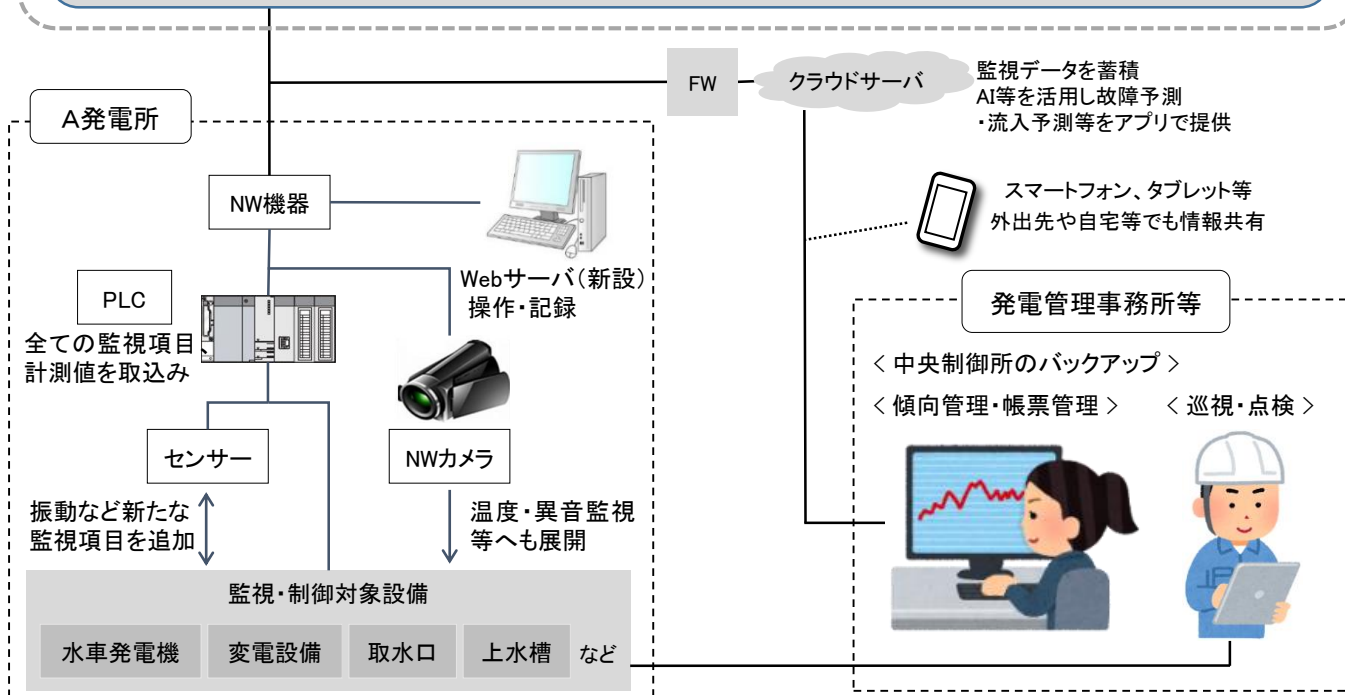 FW
クラウドサーバ
監視データを蓄積
AI等を活用し故障予測
・流入予測等をアプリで提供
A発電所
NW機器
スマートフォン、タブレット等
外出先や自宅等でも情報共有
Webサーバ(新設)
操作・記録
PLC
全ての監視項目
計測値を取込み
発電管理事務所等
<中央制御所のバックアップ>
<傾向管理・帳票管理>
<巡視・点検>
センサー
NWカメラ
振動など新たな
監視項目を追加
温度・異音監視
等へも展開
監視・制御対象設備
水車発電機
変電設備
取水口
上水槽
など